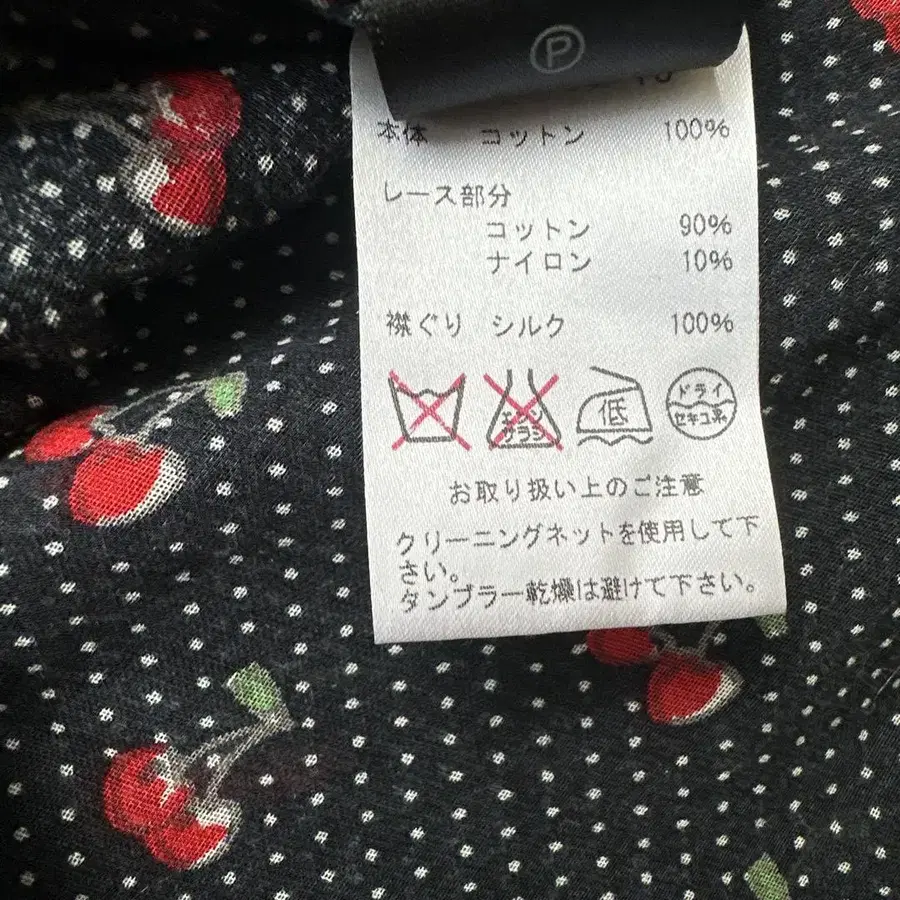 P
本体 コットン 100%
レース部分
コットン 90%
ナイロン 10%
襟ぐり シルク 100%
エンソ
サラシ
低
ドライ
セキユ系
お取り扱い上のご注意
クリーニングネットを使用して下
さい。
タンブラー乾燥は避けて下さい。